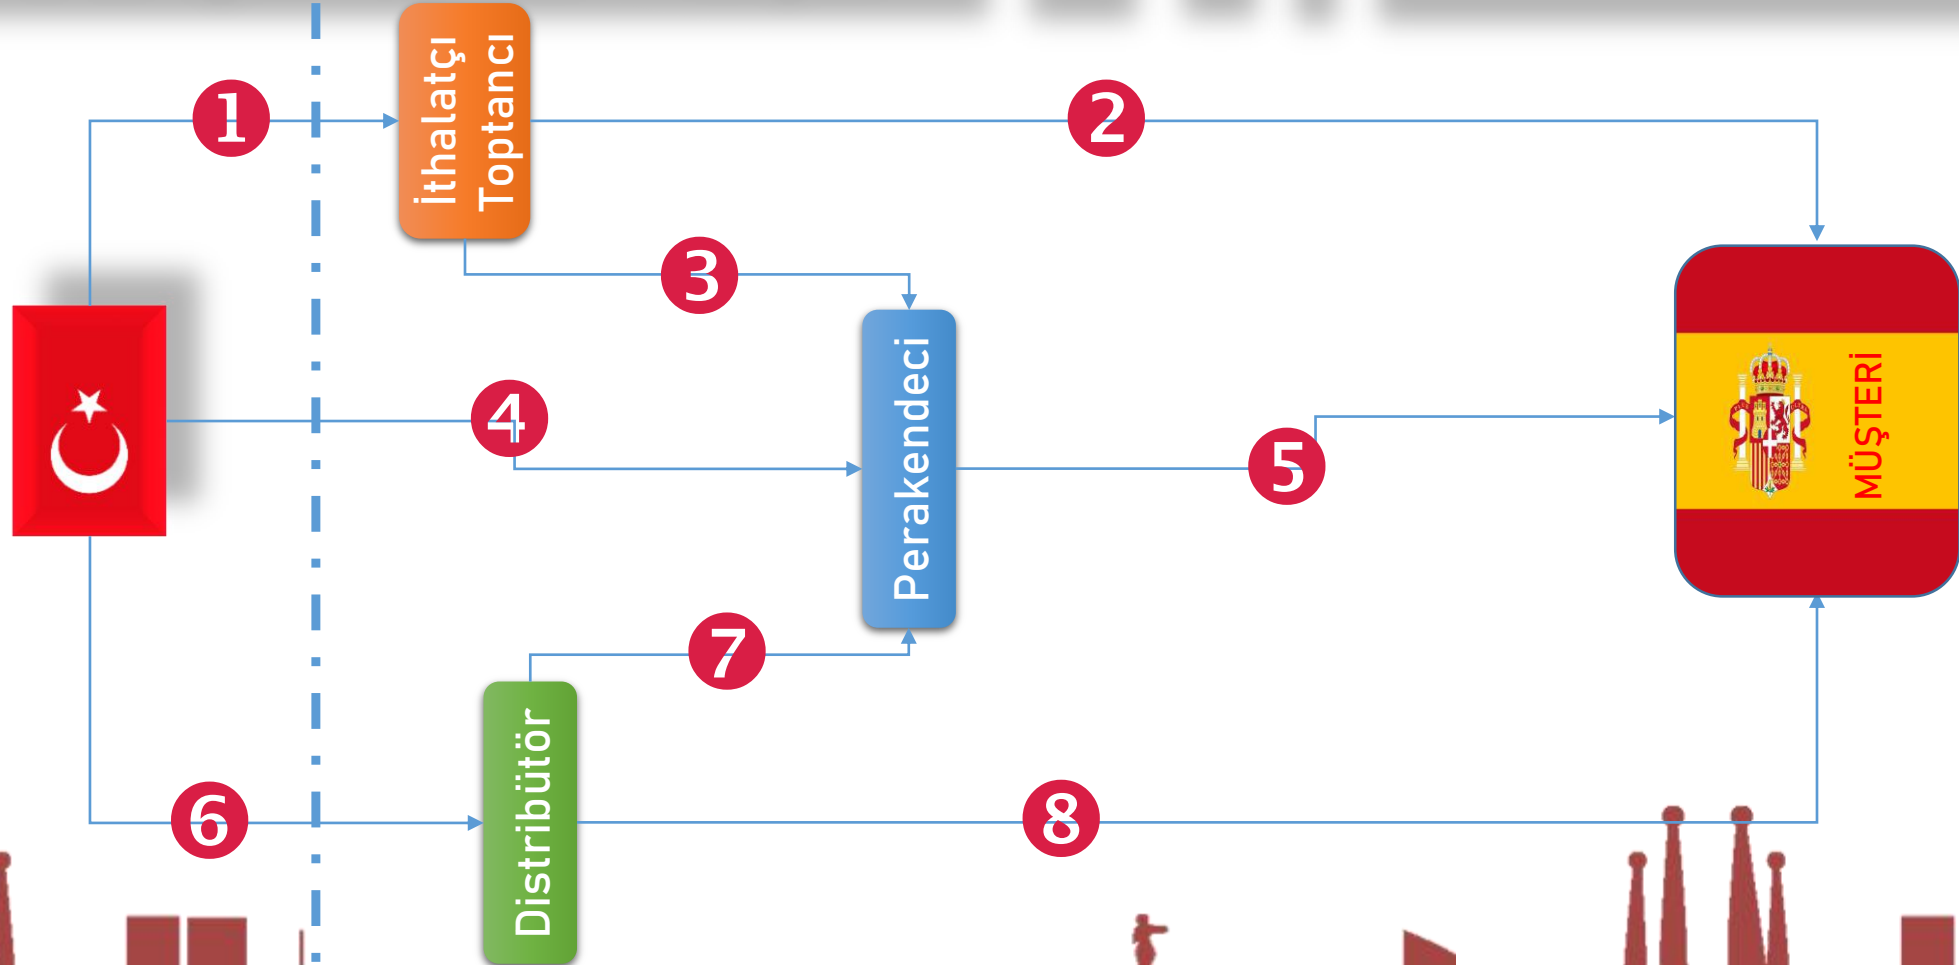 İthalatçı
Toptancı
1
2
3
4
Perakendeci
5
MÜŞTERİ
7
Distribütör
6
8